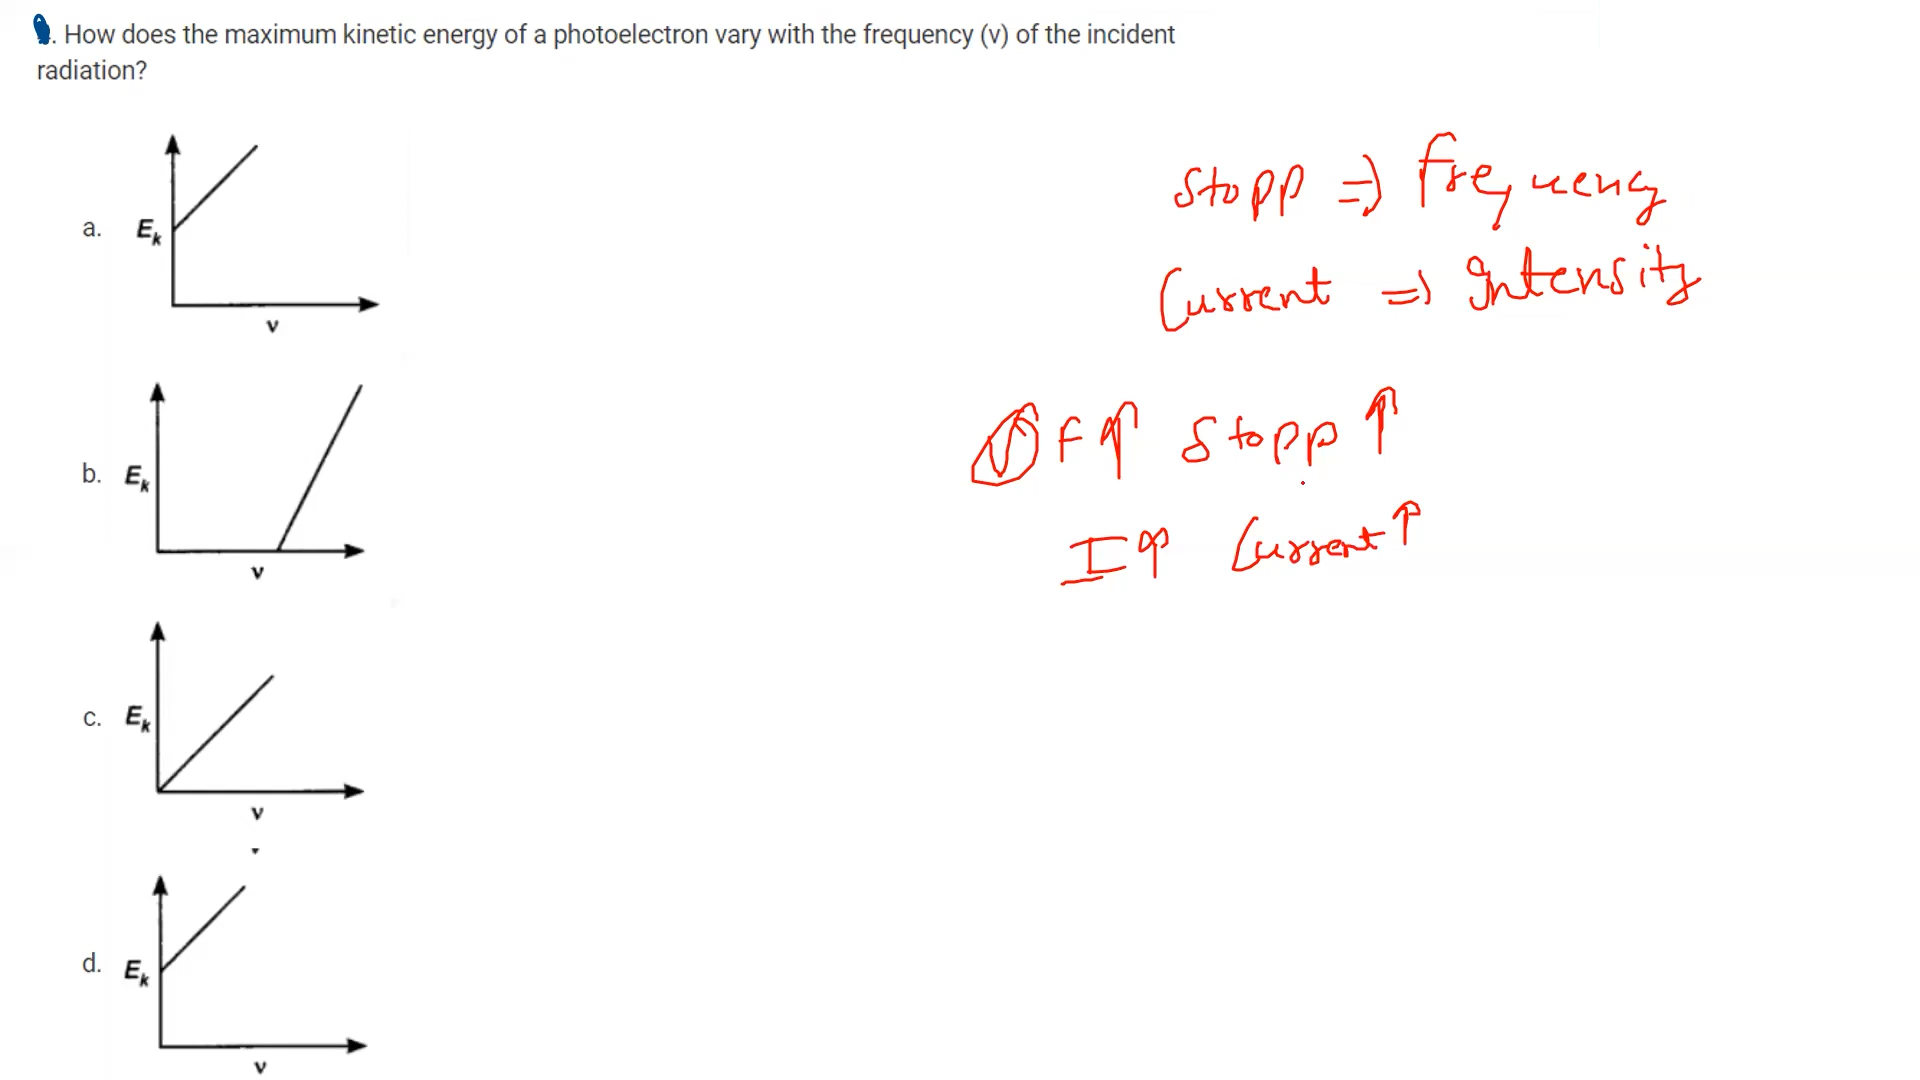 . How does the maximum kinetic energy of a photoelectron vary with the frequency (v) of the incident
radiation?
a. Ek
ν
b. Ek
ν
c. Ek
ν
d. Ek
ν
Stopp ⇒ frequency
Current ⇒ Intensity
F↑ Stopp↑
I↑ Current↑